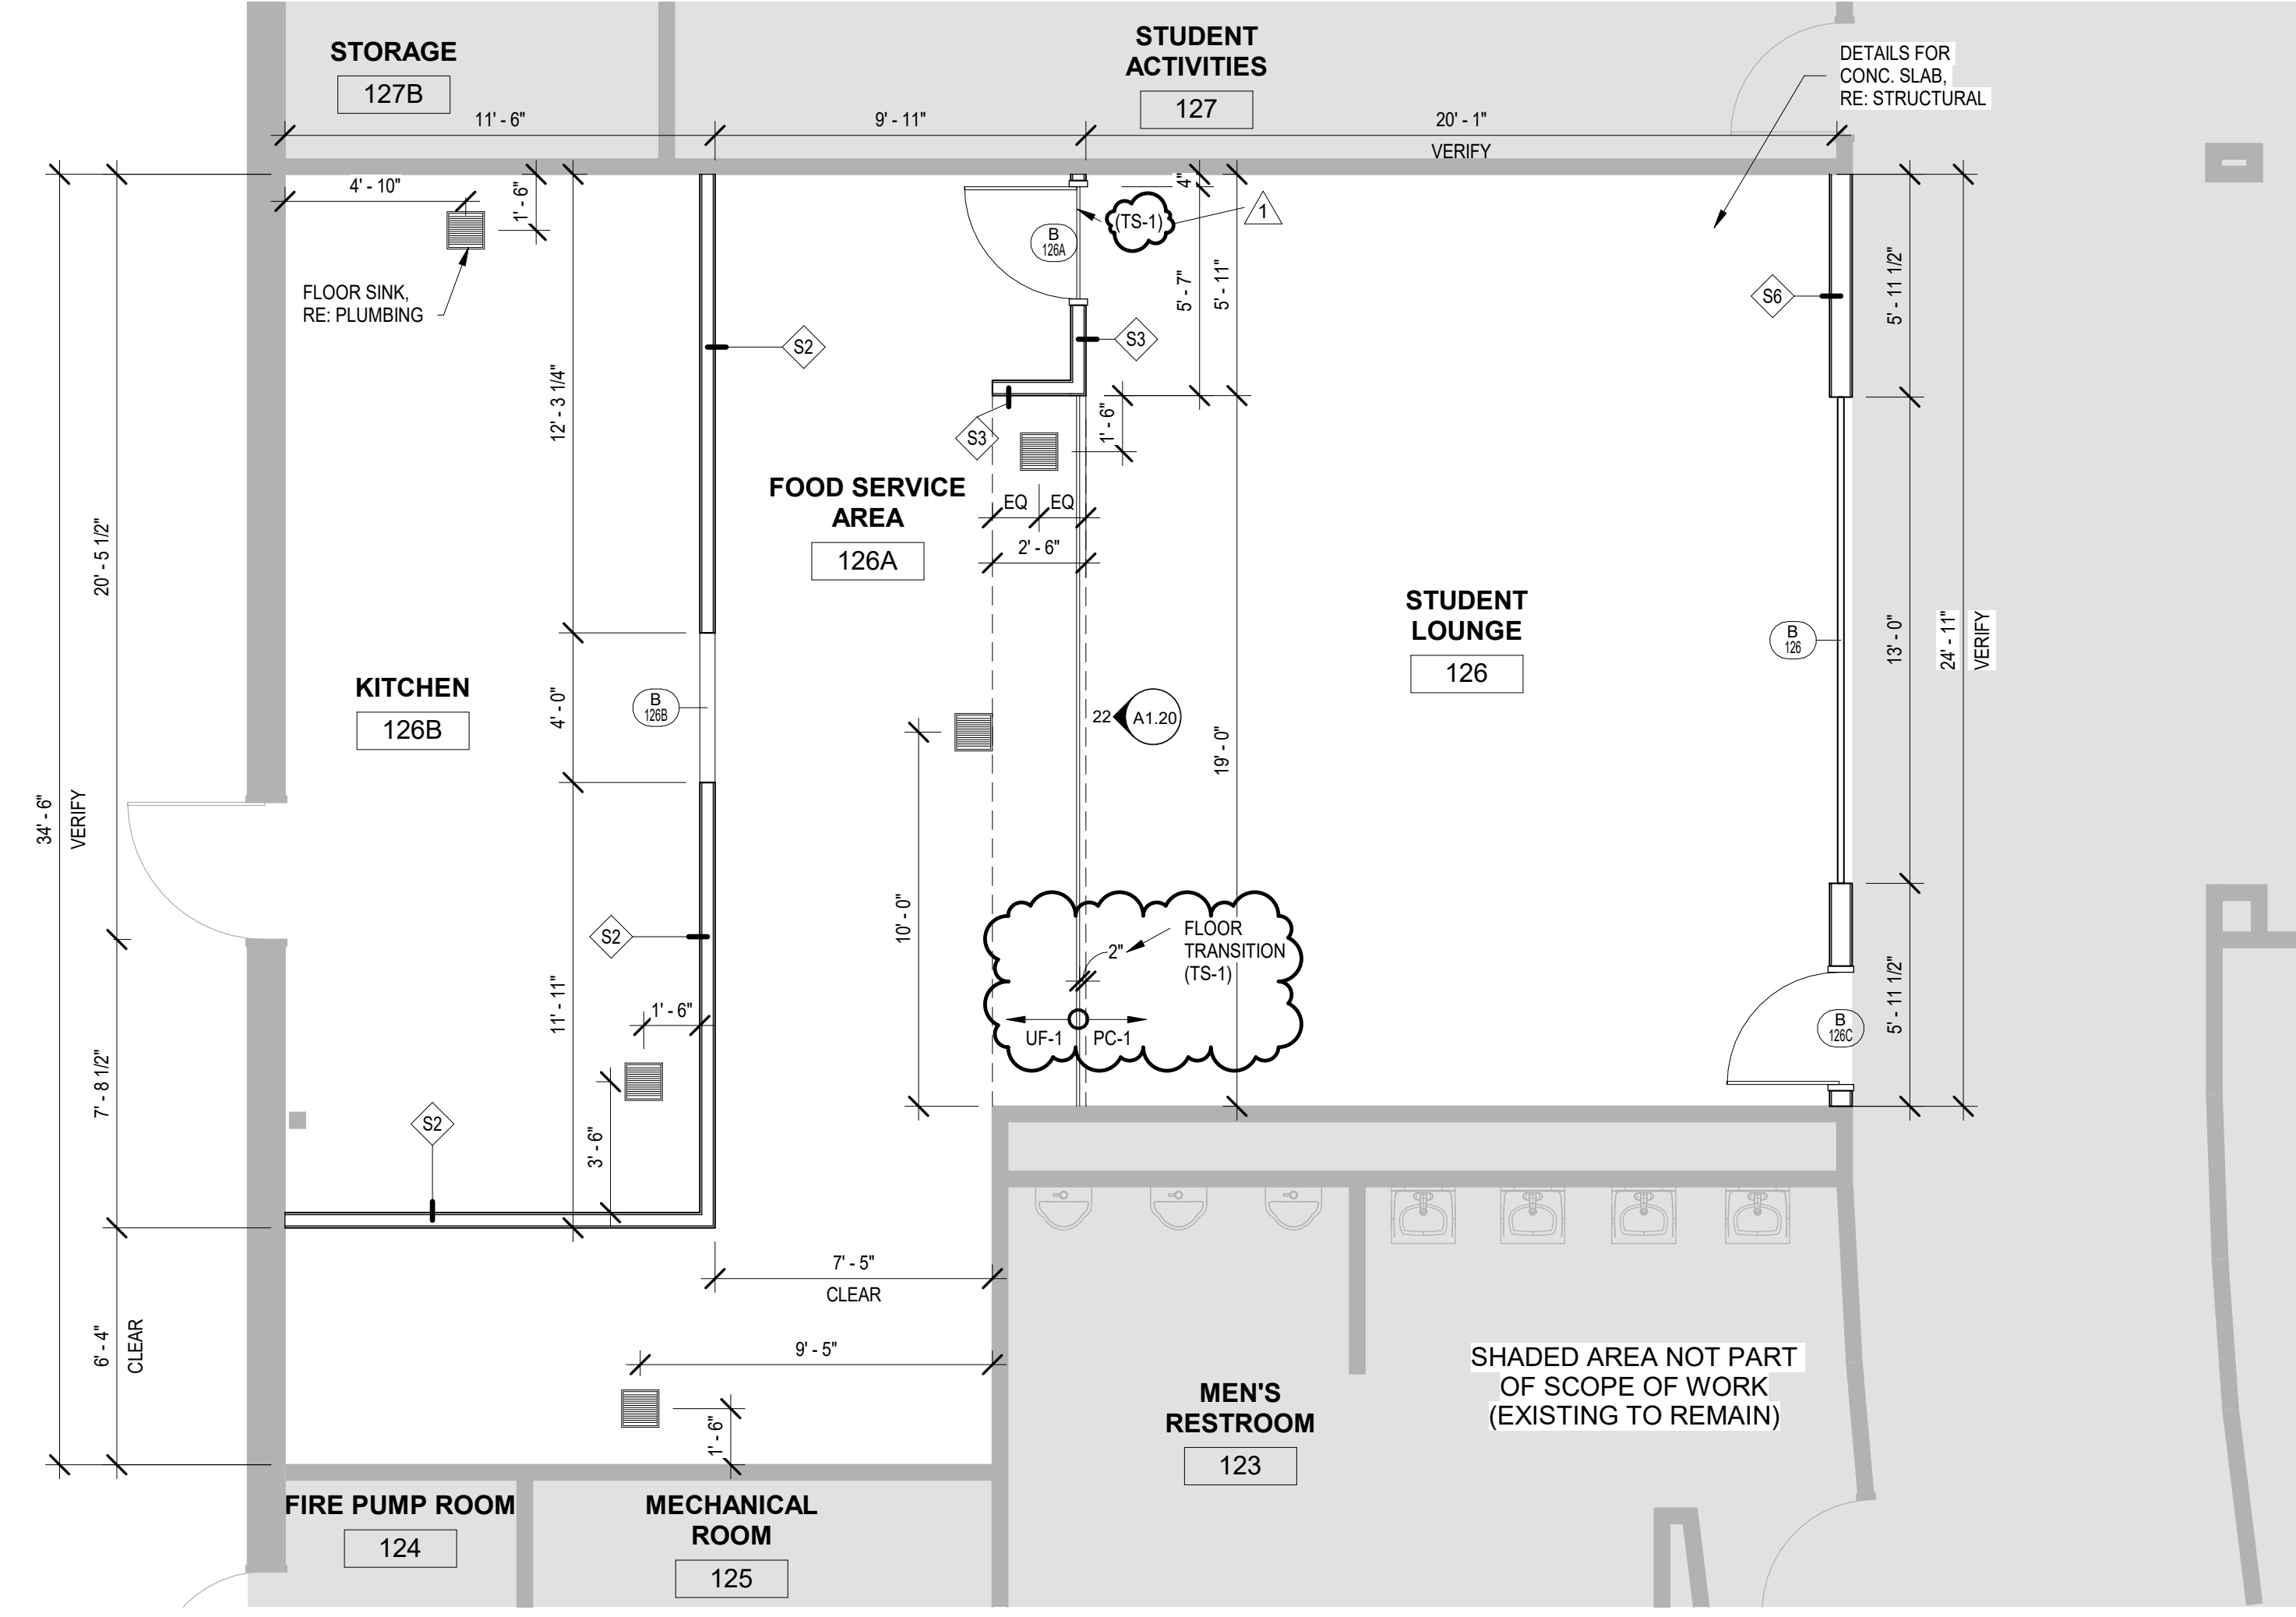 STORAGE
127B
STUDENT
ACTIVITIES
127
DETAILS FOR
CONC. SLAB,
RE: STRUCTURAL
11' - 6"
9' - 11"
20' - 1"
VERIFY
4' - 10"
1' - 6"
4"
(TS-1)
1
B
126A
FLOOR SINK,
RE: PLUMBING
5' - 7"
5' - 11"
S6
5' - 11 1/2"
S2
S3
12' - 3 1/4"
S3
1' - 6"
FOOD SERVICE
AREA
126A
EQ
EQ
2' - 6"
20' - 5 1/2"
STUDENT
LOUNGE
126
B
126
13' - 0"
24' - 11"
VERIFY
KITCHEN
126B
4' - 0"
B
126B
22
A1.20
19' - 0"
34' - 6"
VERIFY
10' - 0"
S2
FLOOR
TRANSITION
(TS-1)
2"
11' - 11"
1' - 6"
UF-1
PC-1
5' - 11 1/2"
B
126C
7' - 8 1/2"
S2
3' - 6"
7' - 5"
CLEAR
6' - 4"
CLEAR
9' - 5"
1' - 6"
SHADED AREA NOT PART
OF SCOPE OF WORK
(EXISTING TO REMAIN)
MEN'S
RESTROOM
123
FIRE PUMP ROOM
124
MECHANICAL
ROOM
125